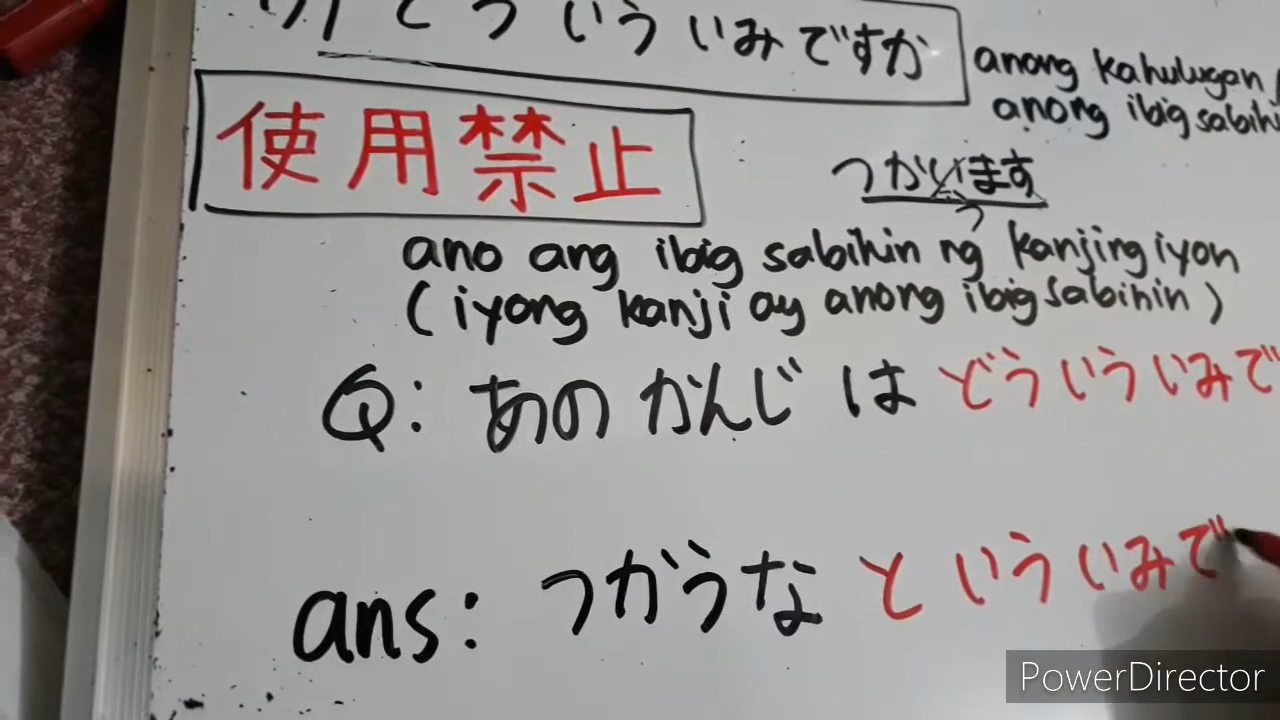 どういういみですか
anong kahulugan
anong ibig sabihi
使用禁止
つかいます
う
ano ang ibig sabihin ng kanjing iyon
(iyong kanji ay anong ibig sabihin)
Q: あのかんじは どういういみで
ans: つかうな といういみで
PowerDirector